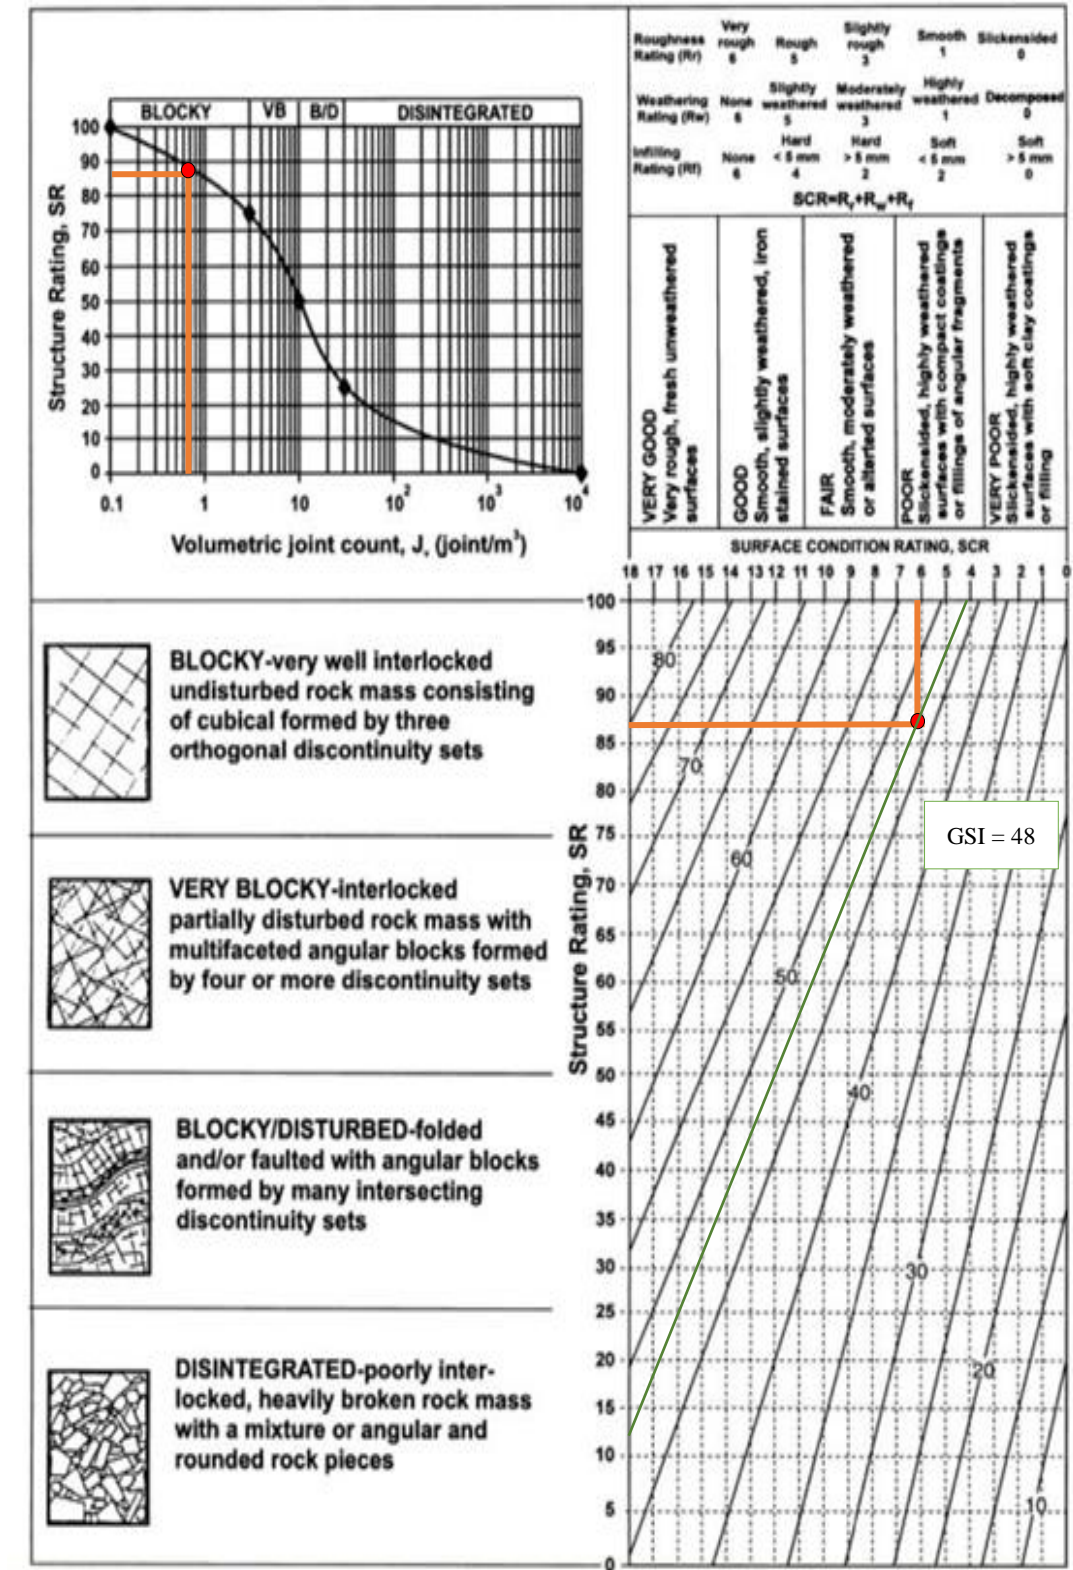 BLOCKY VB B/D DISINTEGRATED
100
90
80
70
60
50
40
30
20
10
0
Structure Rating, SR
0.1 1 10 10² 10³ 10⁴
Volumetric joint count, Jᵥ (joint/m³)
Roughness Rating (Rr)
Very rough 6
Rough 5
Slightly rough 3
Smooth 1
Slickensided 0
Weathering Rating (Rw)
None 6
Slightly weathered 5
Moderately weathered 3
Highly weathered 1
Decomposed 0
Infilling Rating (Rf)
None 6
Hard < 5 mm 4
Hard > 5 mm 2
Soft < 5 mm 2
Soft > 5 mm 0
SCR=Rr+Rw+Rf
VERY GOOD
Very rough, fresh unweathered
surfaces
GOOD
Smooth, slightly weathered, iron
stained surfaces
FAIR
Smooth, moderately weathered
or alterted surfaces
POOR
Slickensided, highly weathered
surfaces with compact coatings
or fillings of angular fragments
VERY POOR
Slickensided, highly weathered
surfaces with soft clay coatings
or filling
SURFACE CONDITION RATING, SCR
18 17 16 15 14 13 12 11 10 9 8 7 6 5 4 3 2 1 0
BLOCKY-very well interlocked
undisturbed rock mass consisting
of cubical formed by three
orthogonal discontinuity sets
VERY BLOCKY-interlocked
partially disturbed rock mass with
multifaceted angular blocks formed
by four or more discontinuity sets
BLOCKY/DISTURBED-folded
and/or faulted with angular blocks
formed by many intersecting
discontinuity sets
DISINTEGRATED-poorly inter-
locked, heavily broken rock mass
with a mixture or angular and
rounded rock pieces
Structure Rating, SR
100
95
90
85
80
75
70
65
60
55
50
45
40
35
30
25
20
15
10
5
0
80
70
60
50
40
30
20
10
GSI = 48